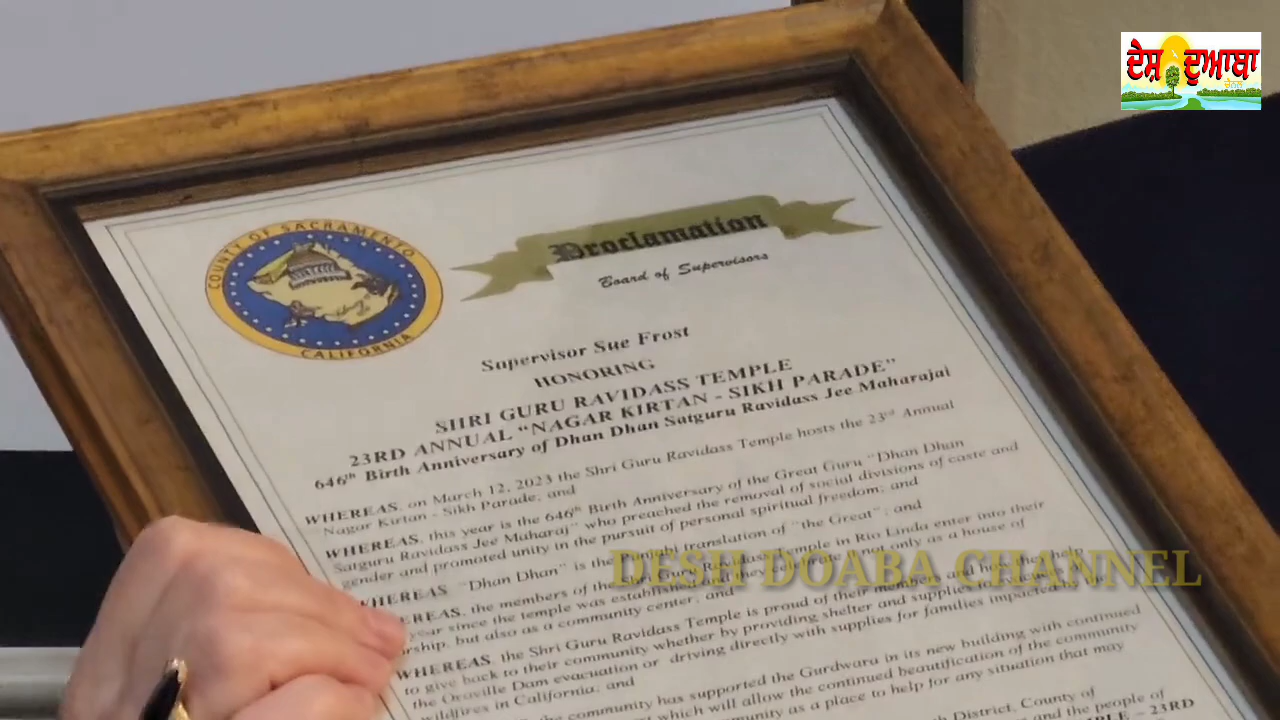 ਦੇਸ਼ ਦੁਆਬਾ
ਚੈਨਲ
COUNTY OF SACRAMENTO
CALIFORNIA
Proclamation
Board of Supervisors
Supervisor Sue Frost
HONORING
SHRI GURU RAVIDASS TEMPLE
23RD ANNUAL “NAGAR KIRTAN - SIKH PARADE”
646th Birth Anniversary of Dhan Dhan Satguru Ravidass Jee Maharajai
WHEREAS, on March 12, 2023 the Shri Guru Ravidass Temple hosts the 23rd Annual
Nagar Kirtan - Sikh Parade; and
WHEREAS, this year is the 646th Birth Anniversary of the Great Guru “Dhan Dhan
Satguru Ravidass Jee Maharaj” who preached the removal of social divisions of caste and
gender and promoted unity in the pursuit of personal spiritual freedom; and
WHEREAS “Dhan Dhan” is the translation of “the Great”; and
EREAS, the members of the Ravidass Temple in Rio Linda enter into their
year since the temple was established not only as a house of
rship, but also as a community center; and
WHEREAS the Shri Guru Ravidass Temple is proud of their members and
to give back to their community whether by providing shelter and supplies
the Oroville Dam evacuation or driving directly with supplies for families impacted
wildfires in California; and
community has supported the Gurdwara in its new building with continued
which will allow the continued beautification of the community
as a place to help for any situation that may
District, County of
and the people of
23RD
DESH DOABA CHANNEL